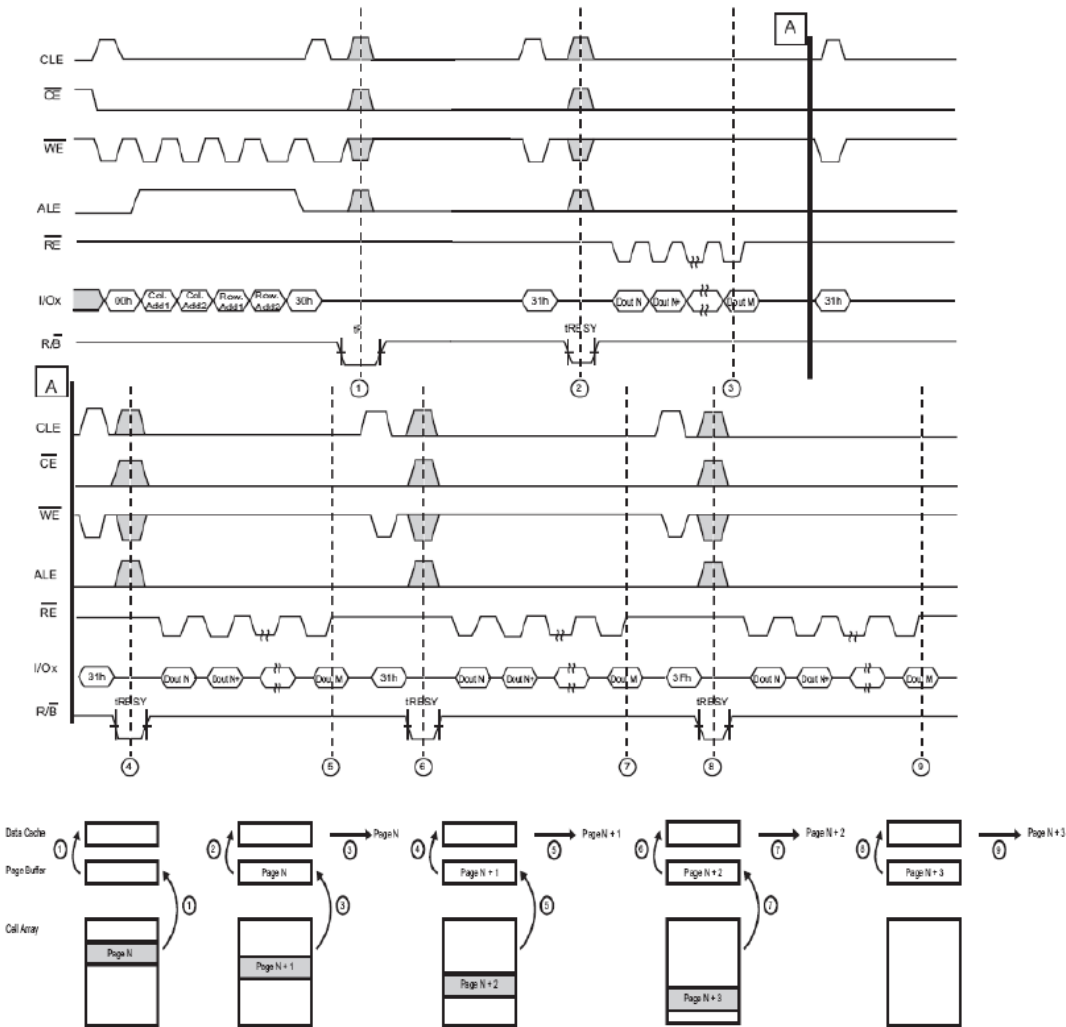 A
CLE
CE
WE
ALE
RE
I/Ox 00h Col. Add1 Col. Add2 Row. Add1 Row. Add2 30h 31h Dout N Dout N+ Dout M 31h
tR tRBSY
R/B
1 2 3
A
CLE
CE
WE
ALE
RE
I/Ox 31h Dout N Dout N+ Dout M 31h Dout N Dout N+ Dout M 3Fh Dout N Dout N+ Dout M
tRBSY tRBSY tRBSY
R/B
4 5 6 7 8 9
Data Cache 1 2 3 Page N 4 5 Page N + 1 6 7 Page N + 2 8 9 Page N + 3
Page Buffer Page N Page N + 1 Page N + 2 Page N + 3
1 3 5 7
Cell Array
Page N Page N + 1 Page N + 2 Page N + 3